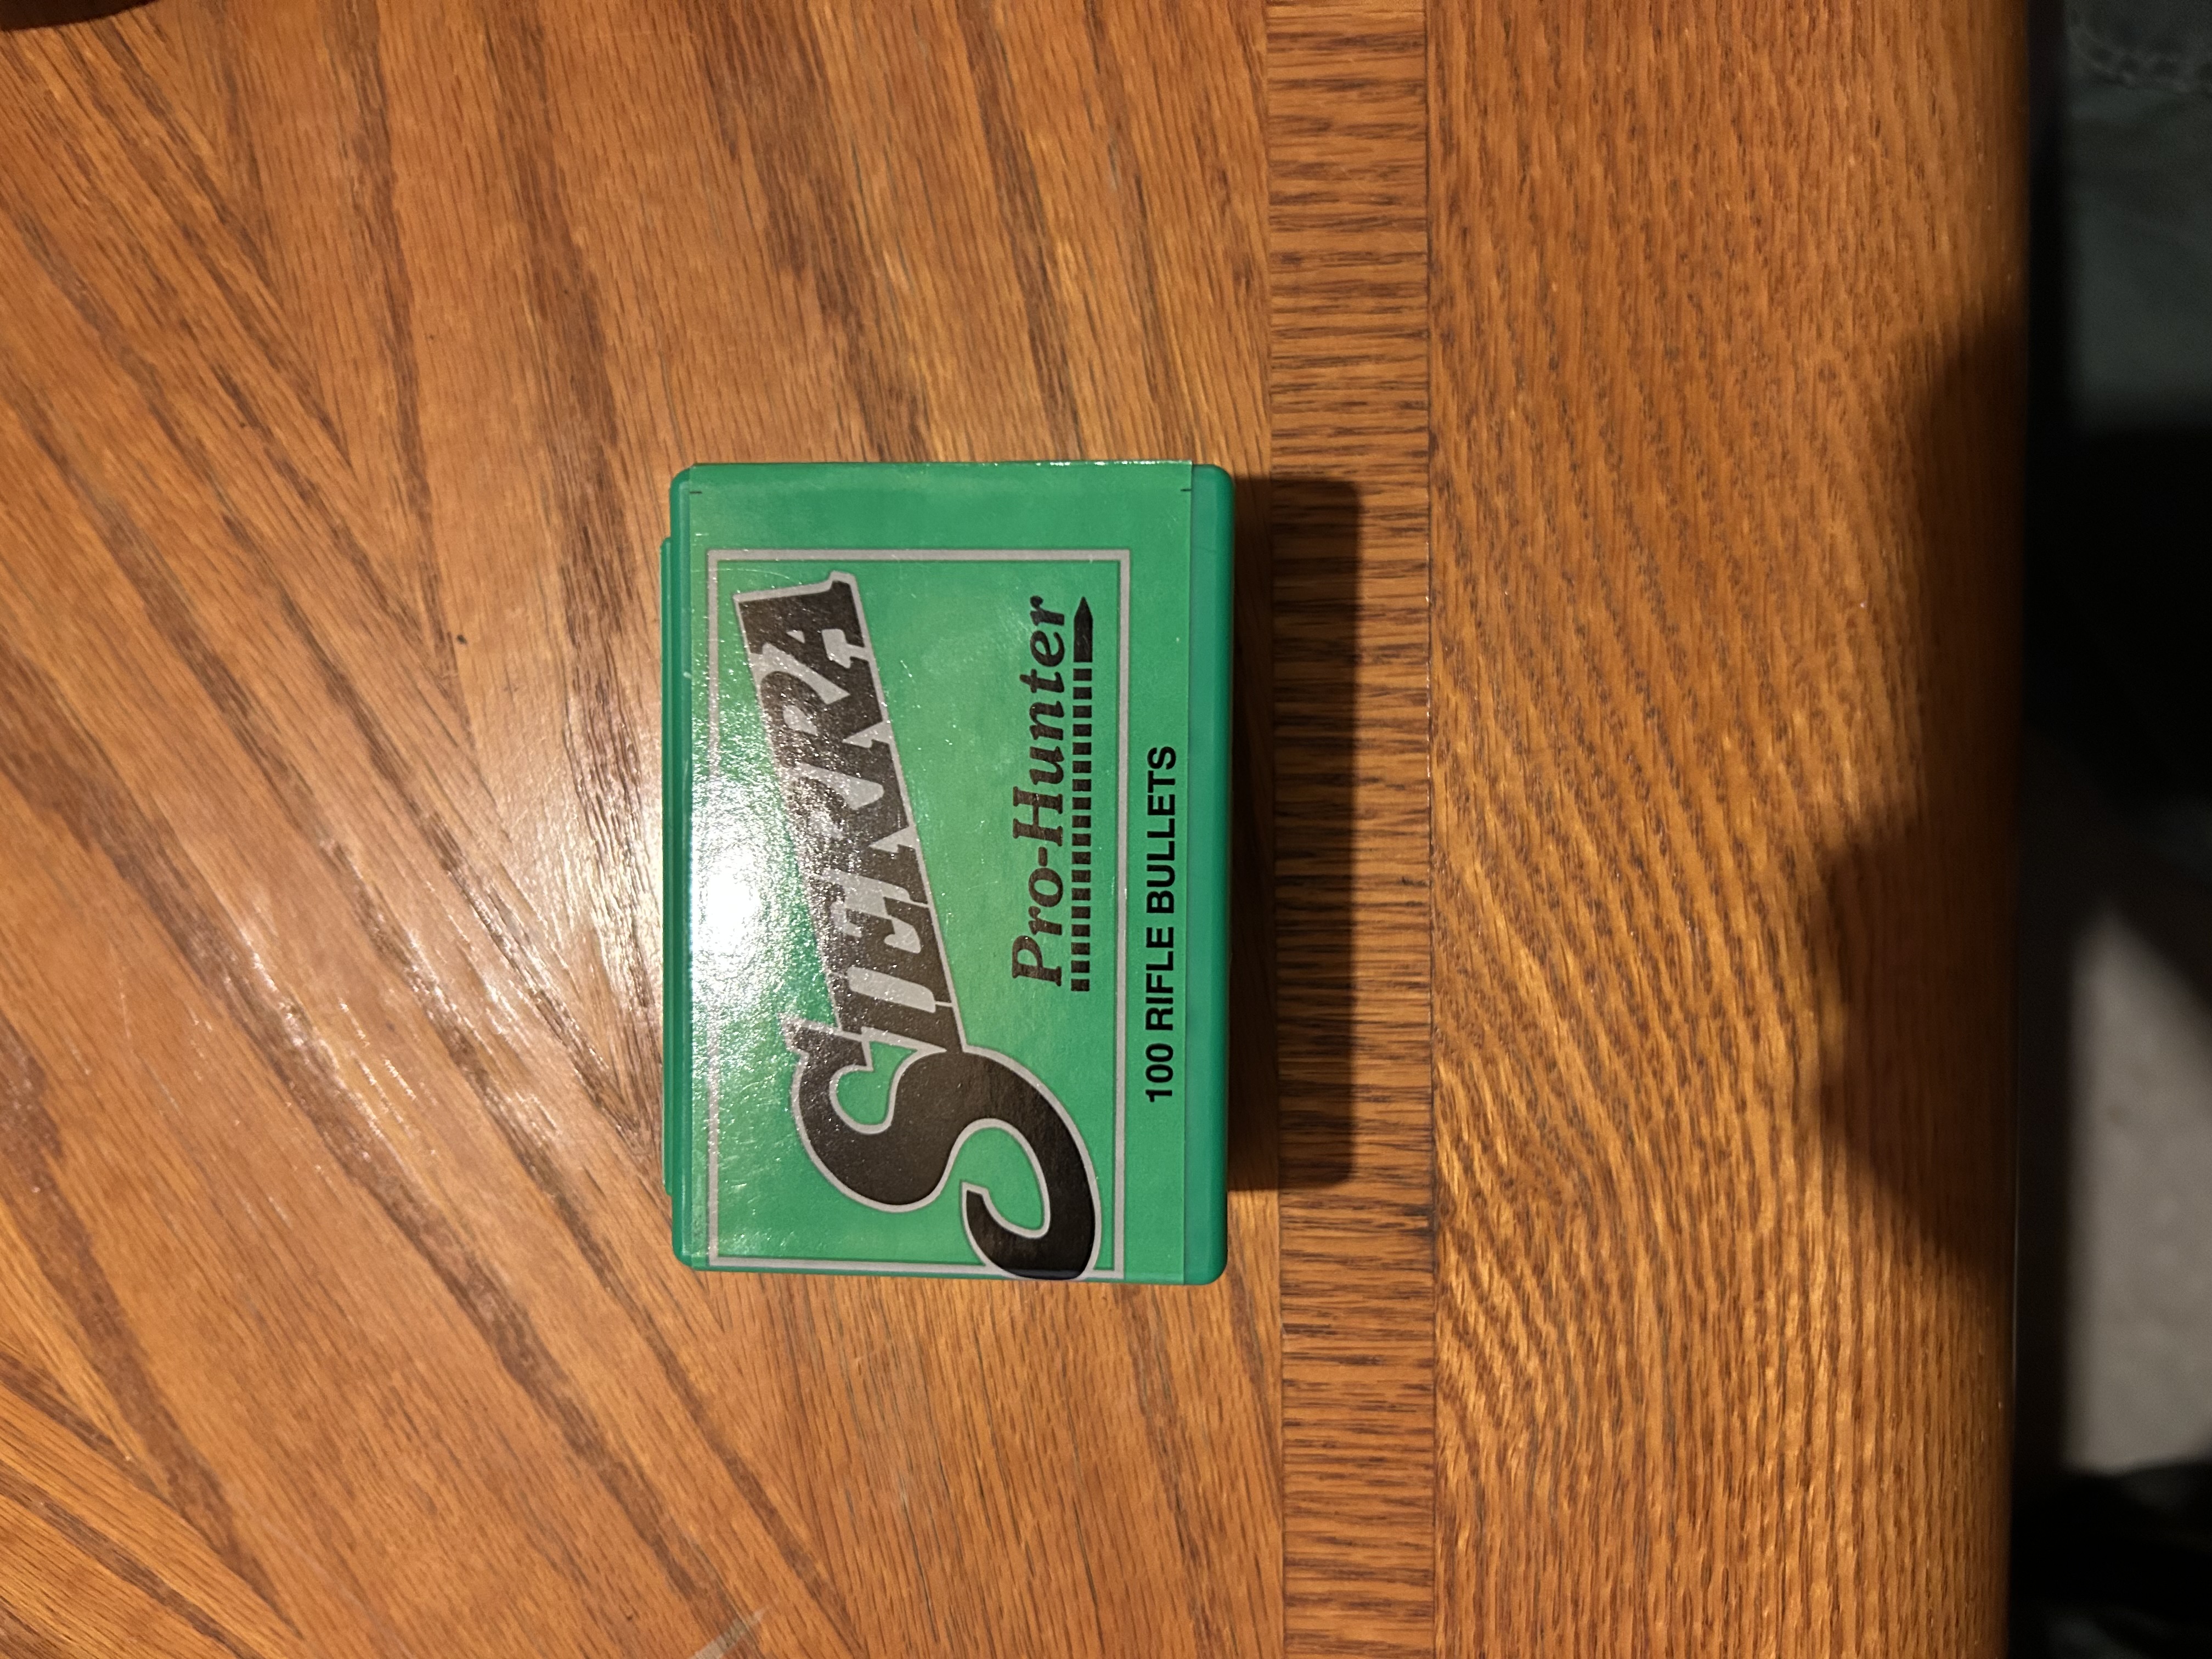 SIERRA
Pro-Hunter
100 RIFLE BULLETS